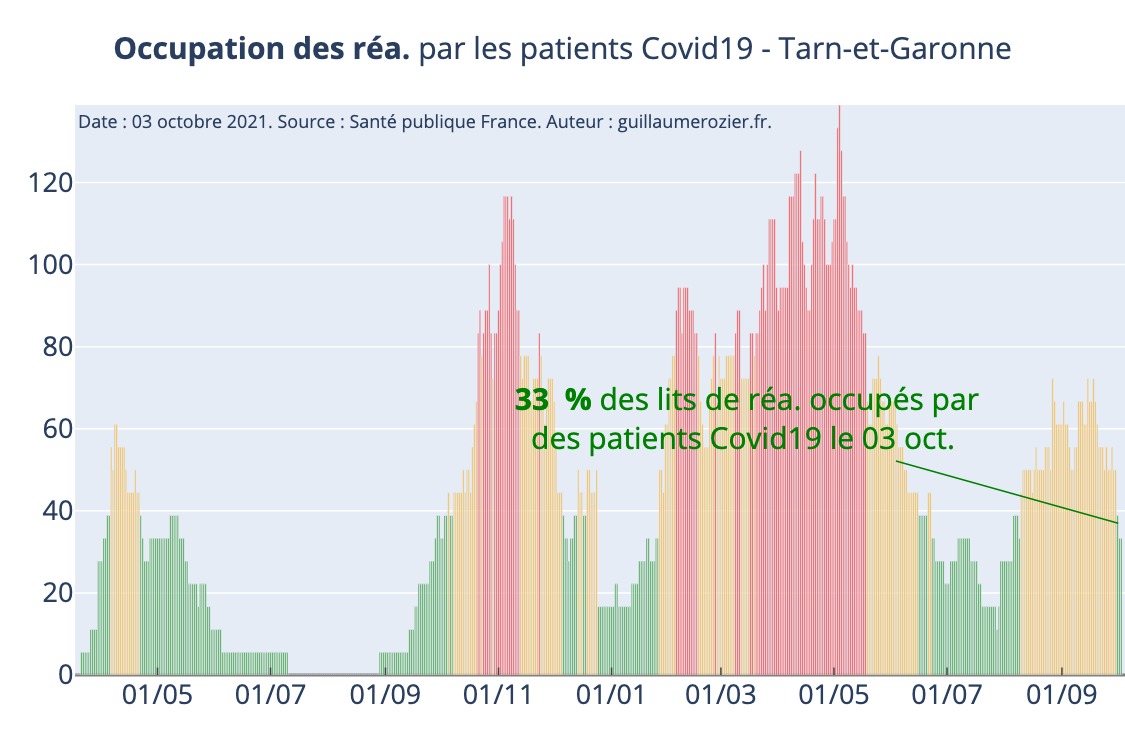 Occupation des réa. par les patients Covid19 - Tarn-et-Garonne
Date : 03 octobre 2021. Source : Santé publique France. Auteur : guillaumerozier.fr.
120
100
80
60
40
20
0
33 % des lits de réa. occupés par
des patients Covid19 le 03 oct.
01/05 01/07 01/09 01/11 01/01 01/03 01/05 01/07 01/09